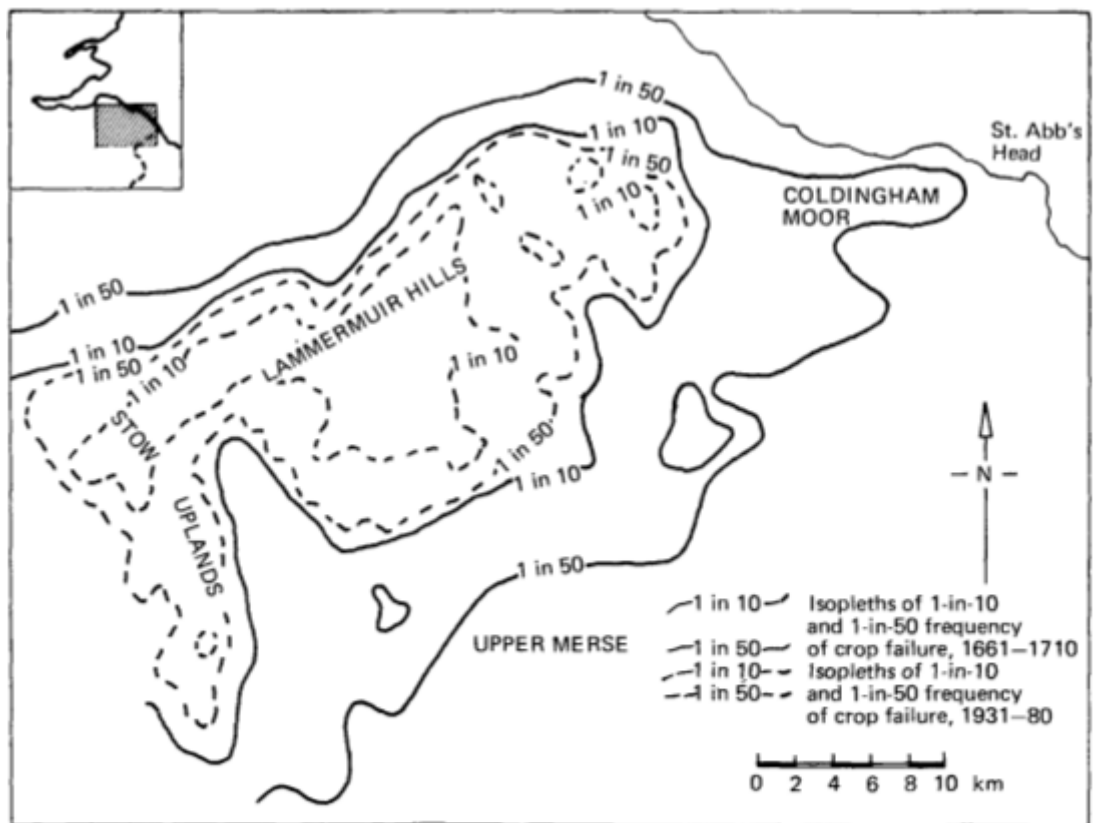 1 in 50
1 in 10
1 in 50
1 in 10
St. Abb's
Head
COLDINGHAM
MOOR
1 in 50
LAMMERMUIR HILLS
1 in 10
1 in 50
1 in 10
1 in 10
STOW
1 in 50
1 in 10
– N –
UPLANDS
1 in 50
UPPER MERSE
1 in 10 Isopleths of 1-in-10
and 1-in-50 frequency
1 in 50 of crop failure, 1661–1710
1 in 10 Isopleths of 1-in-10
1 in 50 and 1-in-50 frequency
of crop failure, 1931–80
0 2 4 6 8 10 km